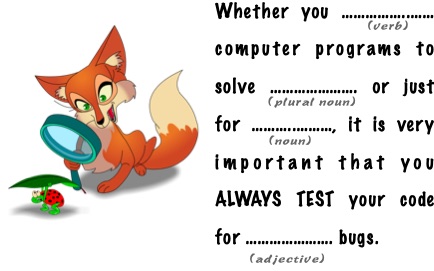 Whether you .....................
(verb)
computer programs to
solve ..................... or just
(plural noun)
for ....................., it is very
(noun)
important that you
ALWAYS TEST your code
for ..................... bugs.
(adjective)